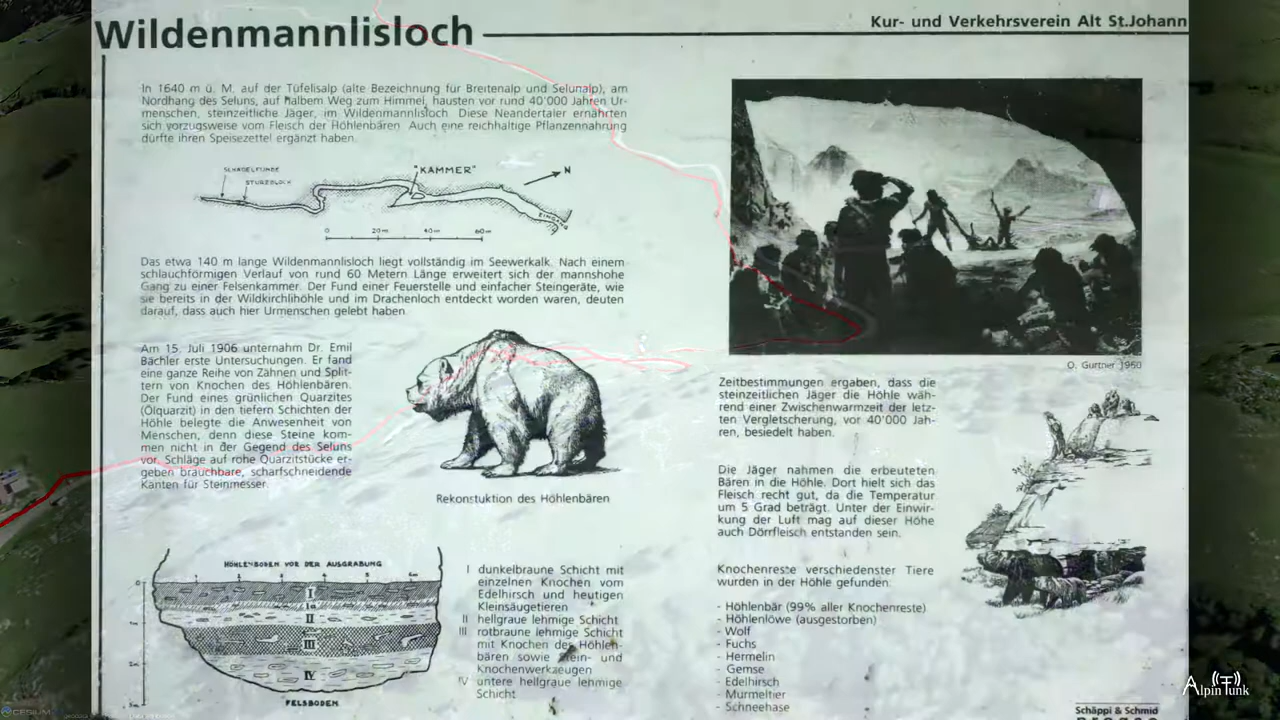 Wildenmannlisloch
Kur- und Verkehrsverein Alt St.Johann
In 1640 m ü. M. auf der Tüfelisalp (alte Bezeichnung für Breitenalp und Selunalp), am
Nordhang des Seluns, auf halbem Weg zum Himmel, hausten vor rund 40'000 Jahren Ur-
menschen, steinzeitliche Jäger, im Wildenmannlisloch. Diese Neandertaler ernährten
sich vorzugsweise vom Fleisch der Höhlenbären. Auch eine reichhaltige Pflanzennahrung
dürfte ihren Speisezettel ergänzt haben.
SCHÄDELFUNDE
STURZBLOCK
"KAMMER"
N
EINGANG
0 20m 40m 60m
Das etwa 140 m lange Wildenmannlisloch liegt vollständig im Seewerkalk. Nach einem
schlauchförmigen Verlauf von rund 60 Metern Länge erweitert sich der mannshohe
Gang zu einer Felsenkammer. Der Fund einer Feuerstelle und einfacher Steingeräte, wie
sie bereits in der Wildkirchlihöhle und im Drachenloch entdeckt worden waren, deuten
darauf, dass auch hier Urmenschen gelebt haben.
Am 15. Juli 1906 unternahm Dr. Emil
Bächler erste Untersuchungen. Er fand
eine ganze Reihe von Zähnen und Split-
tern von Knochen des Höhlenbären.
Der Fund eines grünlichen Quarzites
(Ölquarzit) in den tiefern Schichten der
Höhle belegte die Anwesenheit von
Menschen, denn diese Steine kom-
men nicht in der Gegend des Seluns
vor. Schläge auf rohe Quarzitstücke er-
geben brauchbare, scharfschneidende
Kanten für Steinmesser.
Rekonstuktion des Höhlenbären
HÖHLENBODEN VOR DER AUSGRABUNG
I
Ia
II
III
IV
FELSBODEN
I dunkelbraune Schicht mit
einzelnen Knochen vom
Edelhirsch und heutigen
Kleinsäugetieren
II hellgraue lehmige Schicht
III rotbraune lehmige Schicht
mit Knochen des Höhlen-
bären sowie Stein- und
Knochenwerkzeugen
IV untere hellgraue lehmige
Schicht
O. Gurtner 1960
Zeitbestimmungen ergaben, dass die
steinzeitlichen Jäger die Höhle wäh-
rend einer Zwischenwarmzeit der letz-
ten Vergletscherung, vor 40'000 Jah-
ren, besiedelt haben.
Die Jäger nahmen die erbeuteten
Bären in die Höhle. Dort hielt sich das
Fleisch recht gut, da die Temperatur
um 5 Grad beträgt. Unter der Einwir-
kung der Luft mag auf dieser Höhe
auch Dörrfleisch entstanden sein.
Knochenreste verschiedenster Tiere
wurden in der Höhle gefunden:
- Höhlenbär (99% aller Knochenreste)
- Höhlenlöwe (ausgestorben)
- Wolf
- Fuchs
- Hermelin
- Gemse
- Edelhirsch
- Murmeltier
- Schneehase
AlpinFunk
Schäppi & Schmid
CESIUM